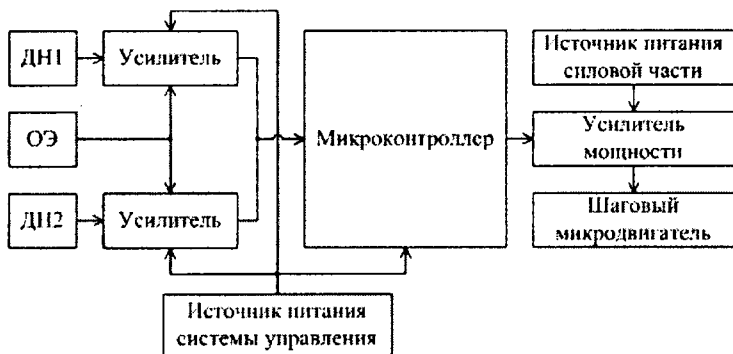 ДН1
Усилитель
ОЭ
ДН2
Усилитель
Микроконтроллер
Источник питания
силовой части
Усилитель
мощности
Шаговый
микродвигатель
Источник питания
системы управления